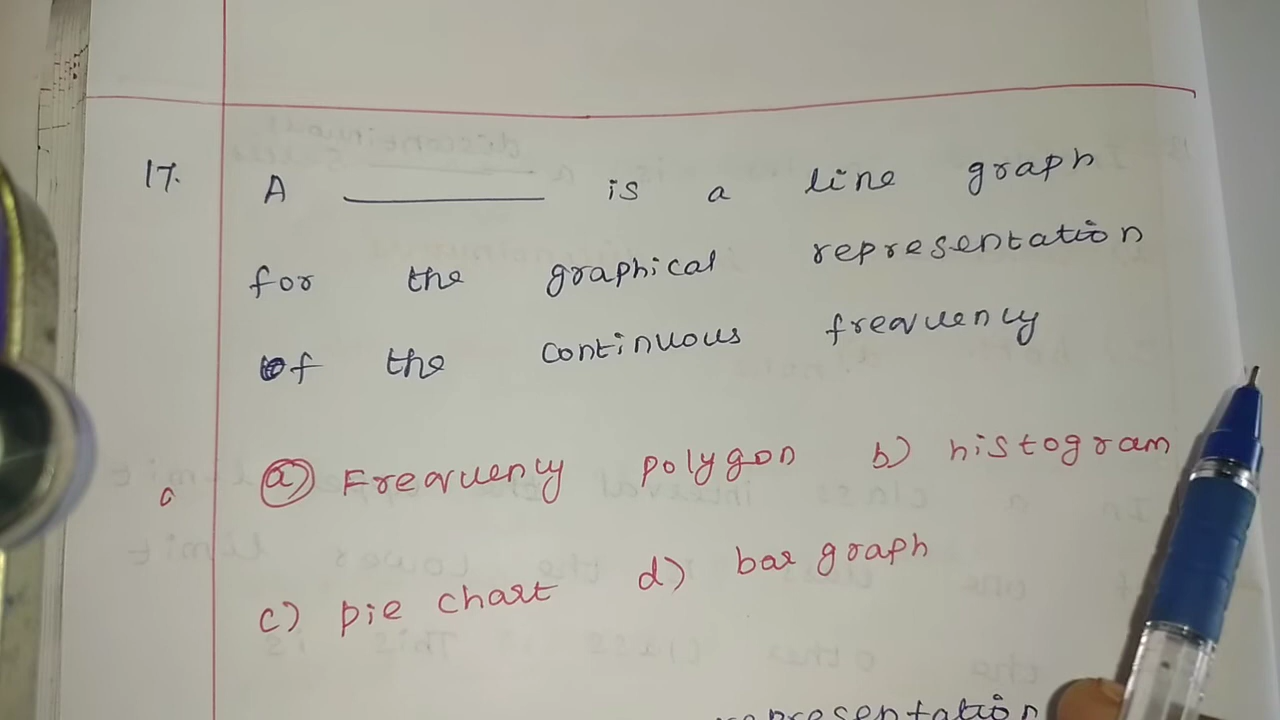 17. A ________ is a line graph
for the graphical representation
of the continuous frequency
a) Frequency polygon b) histogram
c) pie chart d) bar graph
representation